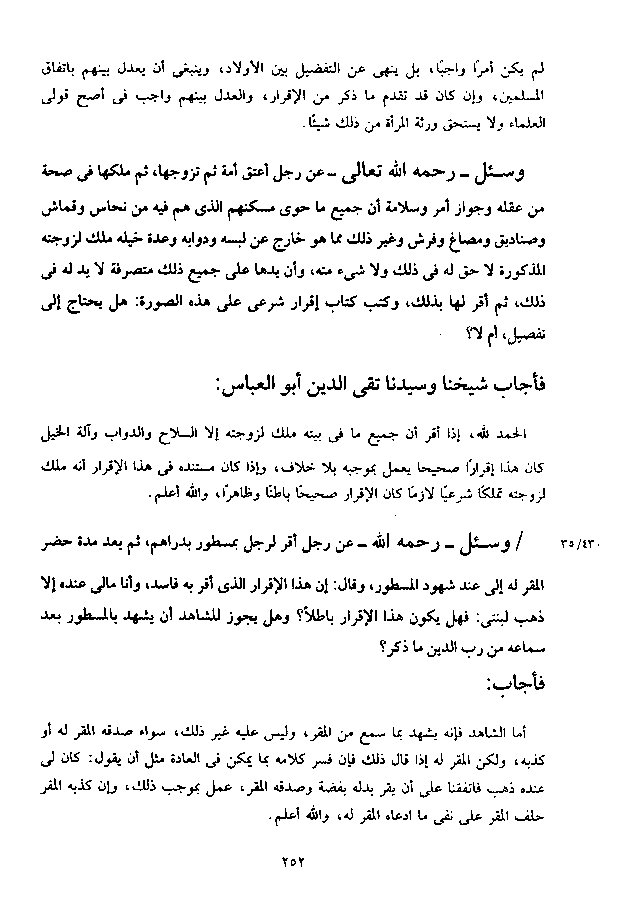 لم يكن أمرًا واجبًا، بل ينهى عن التفضيل بين الأولاد، وينبغى أن يعدل بينهم باتفاق
المسلمين، وإن كان قد تقدم ما ذكر من الإقرار، والعدل بينهم واجب فى أصح قولى
العلماء ولا يستحق ورثة المرأة من ذلك شيئًا.
وسئل ـ رحمه الله تعالى ـ عن رجل أعتق أمة ثم تزوجها، ثم ملكها فى صحة
من عقله وجواز أمر وسلامة أن جميع ما حوى مسكنهم الذى هم فيه من نحاس وقماش
وصناديق ومصاغ وفرش وغير ذلك مما هو خارج عن لبسه ودوابه وعدة خيله ملك لزوجته
المذكورة لا حق له فى ذلك ولا شىء منه، وأن يدها على جميع ذلك متصرفة لا يد له فى
ذلك، ثم أقر لها بذلك، وكتب كتاب إقرار شرعى على هذه الصورة: هل يحتاج إلى
تفصيل، أم لا؟
فأجاب شيخنا وسيدنا تقى الدين أبو العباس:
الحمد لله، إذا أقر أن جميع ما فى بيته ملك لزوجته إلا السلاح والدواب وآلة الخيل
كان هذا إقرارًا صحيحا يعمل بموجبه بلا خلاف، وإذا كان مستنده فى هذا الإقرار أنه ملك
لزوجته تملكًا شرعيًا لازمًا كان الإقرار صحيحًا باطنًا وظاهرًا، والله أعلم.
/ وسئل ـ رحمه الله ـ عن رجل أقر لرجل بمسطور بدراهم، ثم بعد مدة حضر ٣٥/٤٣٠
المقر له إلى عند شهود المسطور، وقال: إن هذا الإقرار الذى أقر به فاسد، وأنا مالى عنده إلا
ذهب لبنتى: فهل يكون هذا الإقرار باطلاً؟ وهل يجوز للشاهد أن يشهد بالمسطور بعد
سماعه من رب الدين ما ذكر؟
فأجاب:
أما الشاهد فإنه يشهد بما سمع من المقر، وليس عليه غير ذلك، سواء صدقه المقر له أو
كذبه، ولكن المقر له إذا قال ذلك فإن فسر كلامه بما يمكن فى العادة مثل أن يقول: كان لى
عنده ذهب فاتفقنا على أن يقر بدله بفضة وصدقه المقر، عمل بموجب ذلك، وإن كذبه المقر
حلف المقر على نفى ما ادعاه المقر له، والله أعلم.
٢٥٢